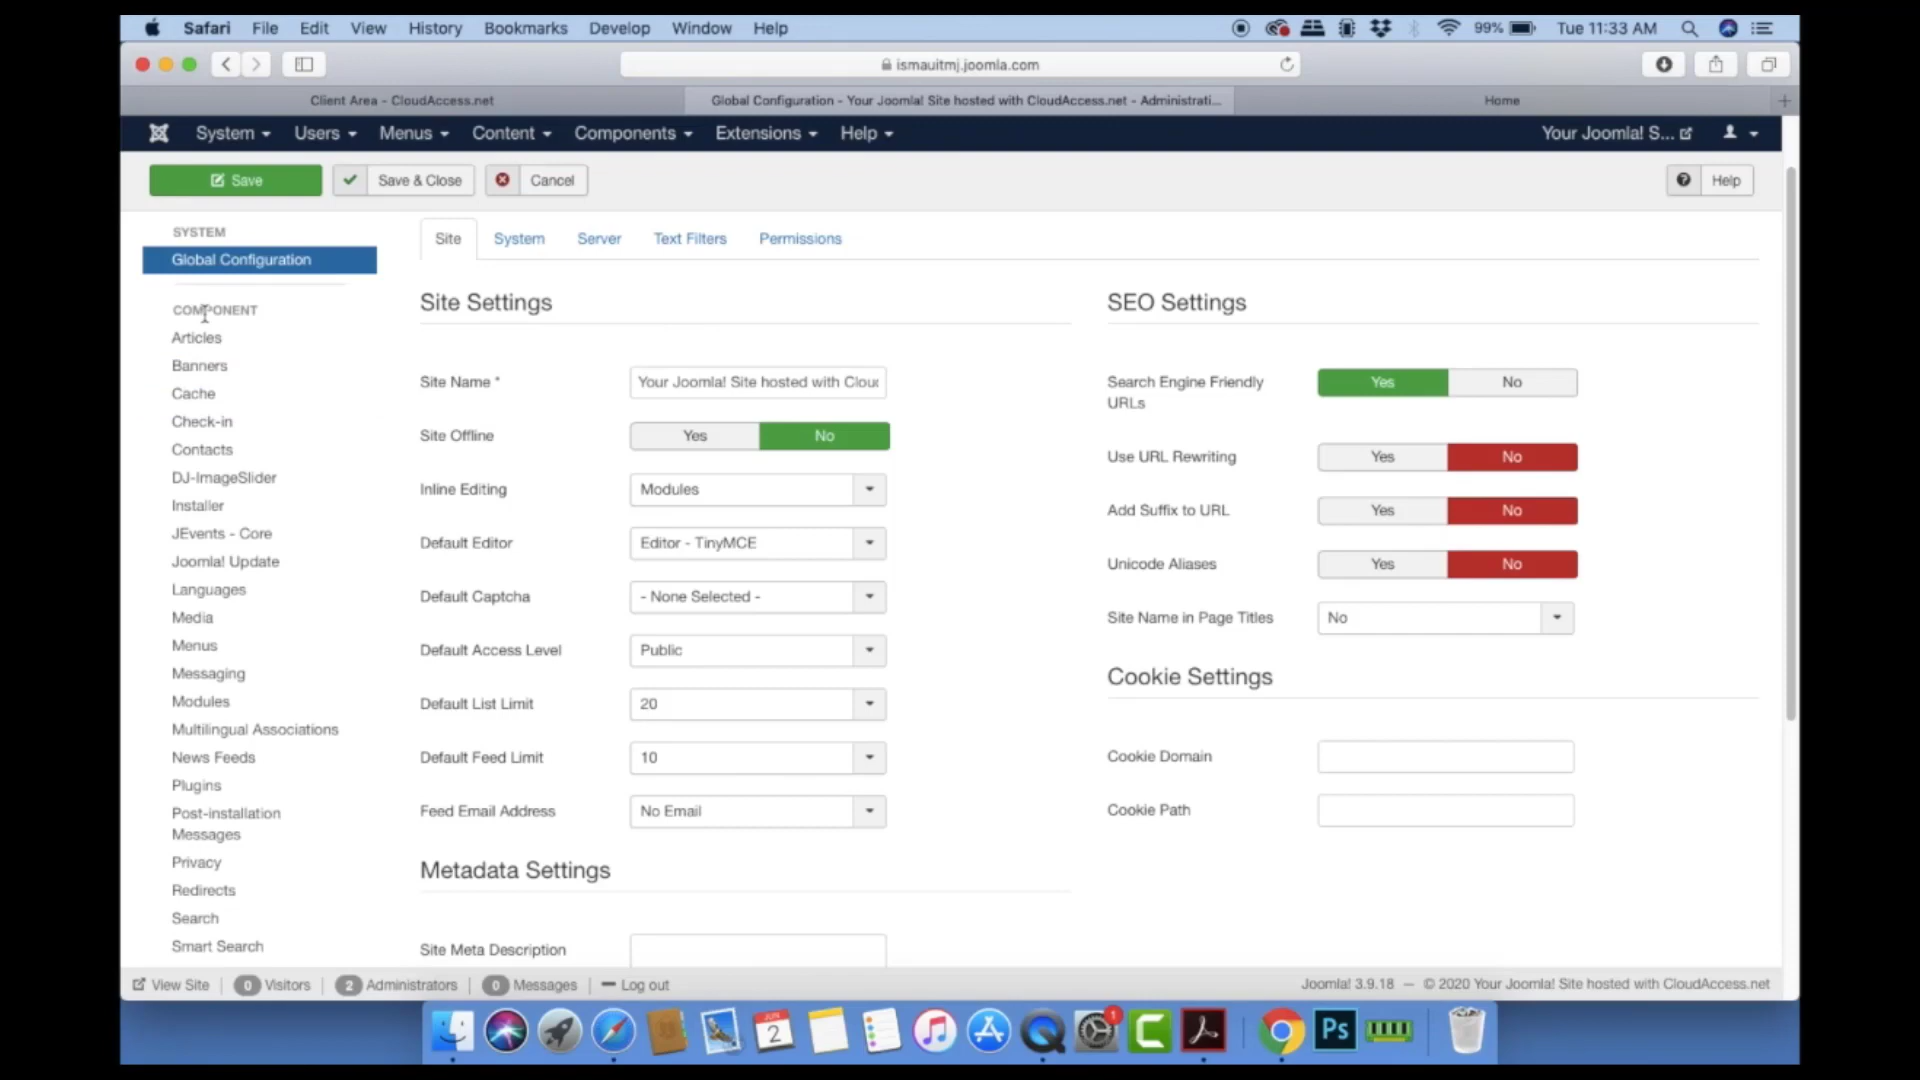 Safari File Edit View History Bookmarks Develop Window Help 99% Tue 11:33 AM
ismauitmj.joomla.com
Client Area - CloudAccess.net Global Configuration - Your Joomla! Site hosted with CloudAccess.net - Administrati... Home
System Users Menus Content Components Extensions Help Your Joomla! S...
Save Save & Close Cancel Help
SYSTEM
Global Configuration
COMPONENT
Articles
Banners
Cache
Check-in
Contacts
DJ-ImageSlider
Installer
JEvents - Core
Joomla! Update
Languages
Media
Menus
Messaging
Modules
Multilingual Associations
News Feeds
Plugins
Post-installation
Messages
Privacy
Redirects
Search
Smart Search
Site System Server Text Filters Permissions
Site Settings
Site Name * Your Joomla! Site hosted with Clou
Site Offline Yes No
Inline Editing Modules
Default Editor Editor - TinyMCE
Default Captcha - None Selected -
Default Access Level Public
Default List Limit 20
Default Feed Limit 10
Feed Email Address No Email
Metadata Settings
Site Meta Description
SEO Settings
Search Engine Friendly
URLs Yes No
Use URL Rewriting Yes No
Add Suffix to URL Yes No
Unicode Aliases Yes No
Site Name in Page Titles No
Cookie Settings
Cookie Domain
Cookie Path
View Site 0 Visitors 2 Administrators 0 Messages Log out Joomla! 3.9.18 — © 2020 Your Joomla! Site hosted with CloudAccess.net
JUN
2
1
Ps